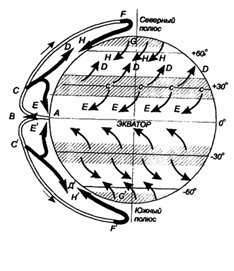 F
Северный
полюс
G
+60°
H
H
H
D
D
D
D
H
C
E
C
C
C
+30°
E
E
E
E
B
A
0°
ЭКВАТОР
E'
C'
-30°
Д'
H'
G'
-60°
F'
Южный
полюс